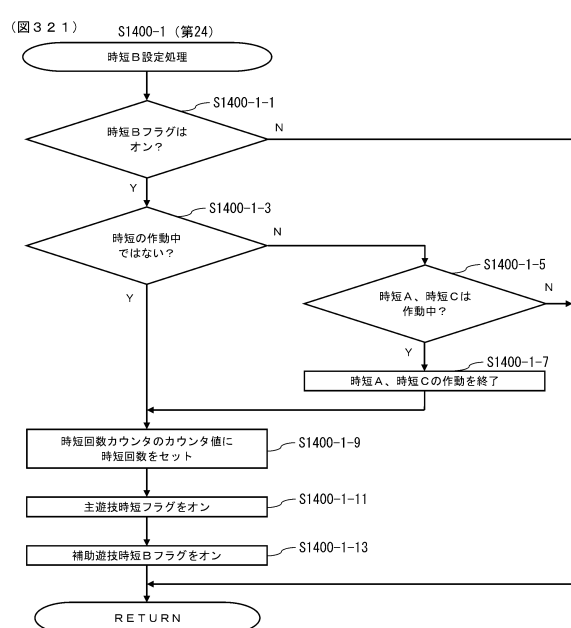 (図３２１)
S1400-1 (第24)
時短Ｂ設定処理
S1400-1-1
時短Ｂフラグは
オン？
N
Y
S1400-1-3
時短の作動中
ではない？
N
S1400-1-5
時短Ａ、時短Ｃは
作動中？
N
Y
Y
S1400-1-7
時短Ａ、時短Ｃの作動を終了
時短回数カウンタのカウンタ値に
時短回数をセット
S1400-1-9
主遊技時短フラグをオン
S1400-1-11
補助遊技時短Ｂフラグをオン
S1400-1-13
ＲＥＴＵＲＮ